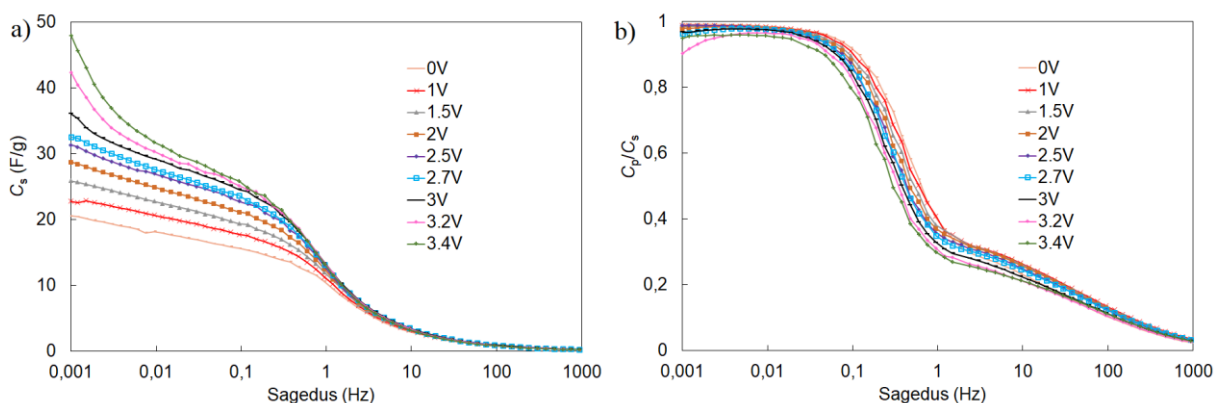 a)
50
40
30
20
10
0
Cs (F/g)
0V
1V
1.5V
2V
2.5V
2.7V
3V
3.2V
3.4V
0,001 0,01 0,1 1 10 100 1000
Sagedus (Hz)
b)
1
0,8
0,6
0,4
0,2
0
Cp/Cs
0V
1V
1.5V
2V
2.5V
2.7V
3V
3.2V
3.4V
0,001 0,01 0,1 1 10 100 1000
Sagedus (Hz)